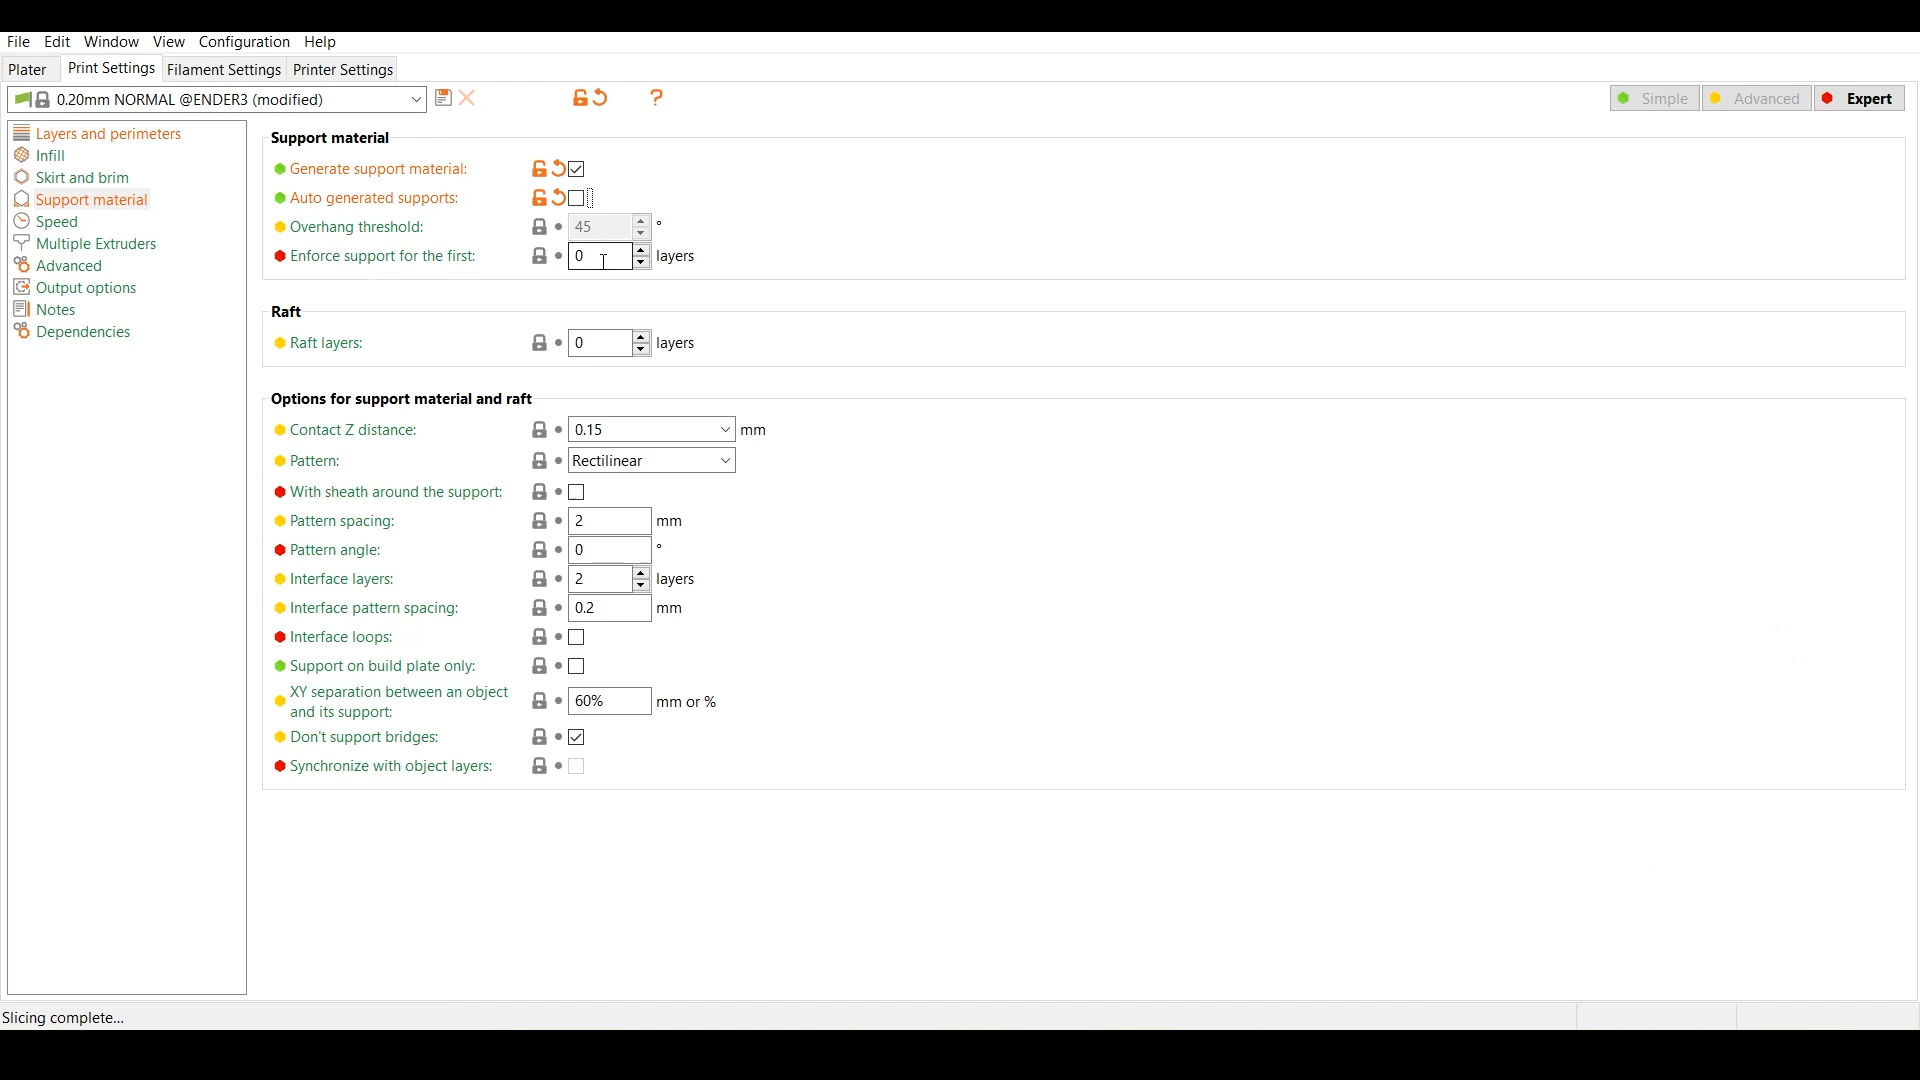 File Edit Window View Configuration Help
Plater Print Settings Filament Settings Printer Settings
0.20mm NORMAL @ENDER3 (modified) ? Simple Advanced Expert
Layers and perimeters
Infill
Skirt and brim
Support material
Speed
Multiple Extruders
Advanced
Output options
Notes
Dependencies
Support material
Generate support material:
Auto generated supports:
Overhang threshold: 45 °
Enforce support for the first: 0 layers
Raft
Raft layers: 0 layers
Options for support material and raft
Contact Z distance: 0.15 mm
Pattern: Rectilinear
With sheath around the support:
Pattern spacing: 2 mm
Pattern angle: 0 °
Interface layers: 2 layers
Interface pattern spacing: 0.2 mm
Interface loops:
Support on build plate only:
XY separation between an object
and its support: 60% mm or %
Don't support bridges:
Synchronize with object layers:
Slicing complete...